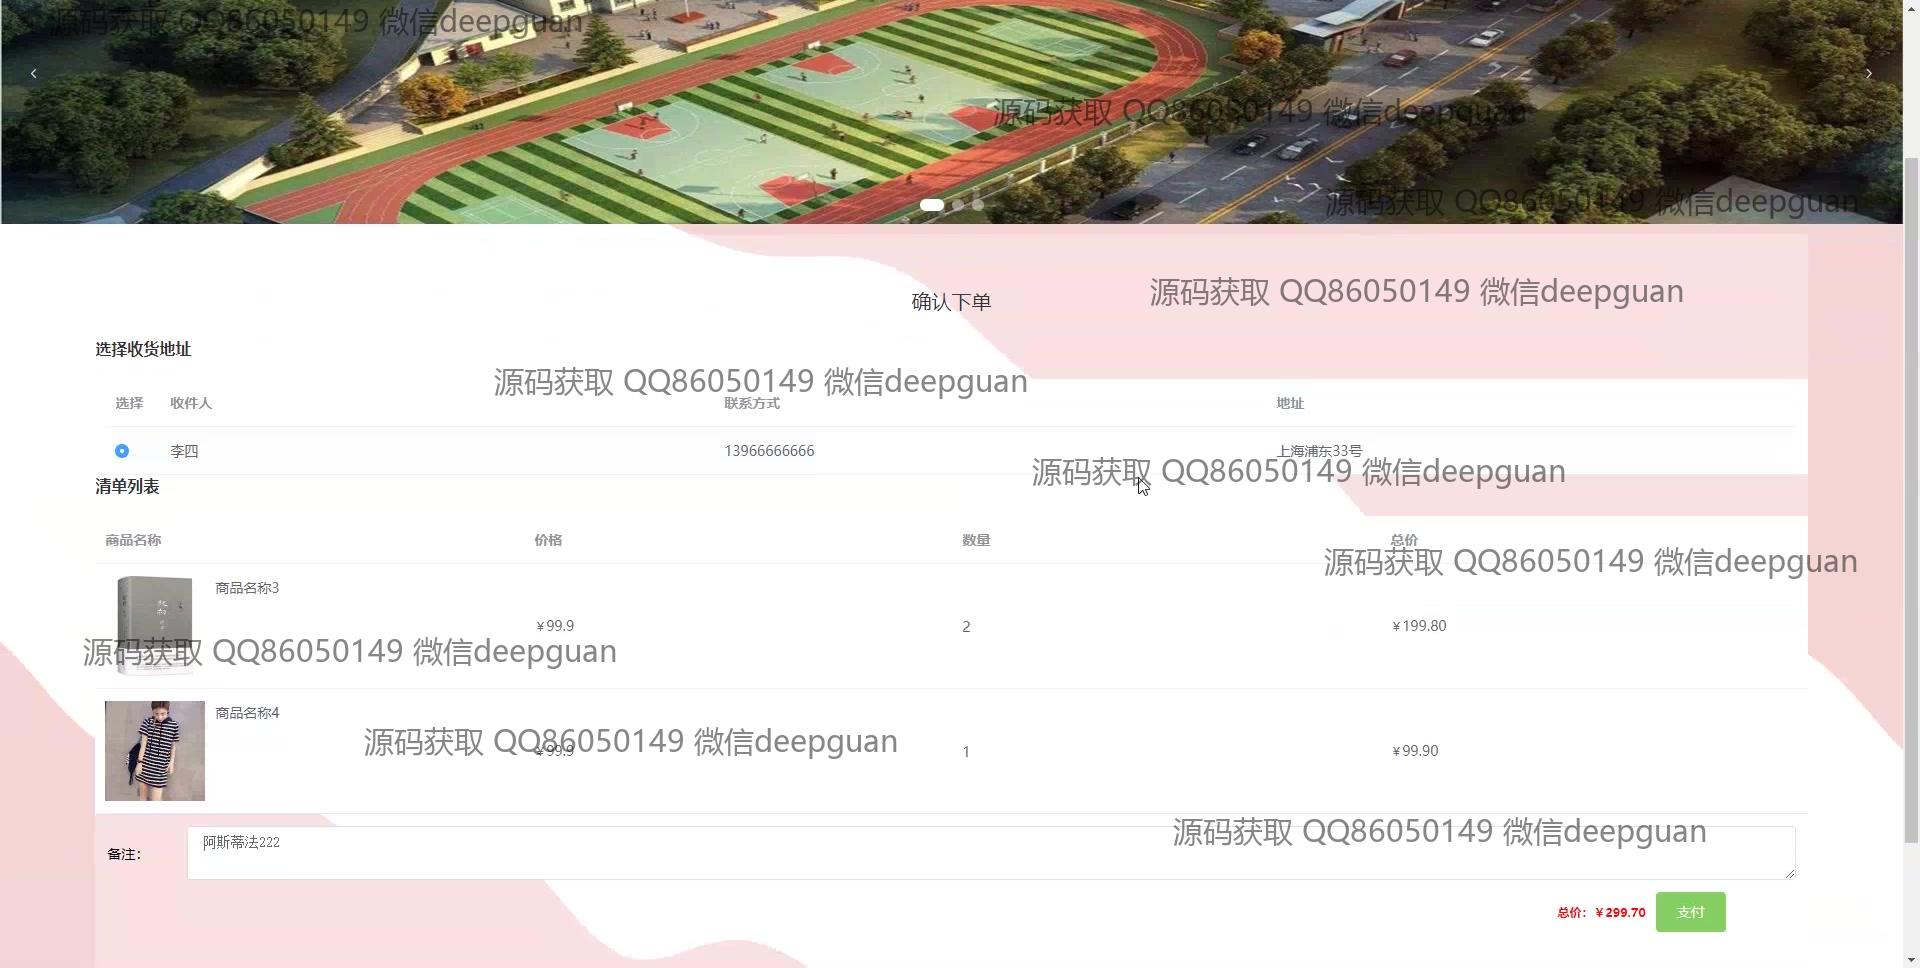 源码获取 QQ86050149 微信deepguan
源码获取 QQ86050149 微信deepguan
源码获取 QQ86050149 微信deepguan
源码获取 QQ86050149 微信deepguan
确认下单
选择收货地址
源码获取 QQ86050149 微信deepguan
选择 收件人 联系方式 地址
李四 13966666666 上海浦东33号
源码获取 QQ86050149 微信deepguan
清单列表
商品名称 价格 数量 总价
源码获取 QQ86050149 微信deepguan
商品名称3
￥99.9 2 ￥199.80
源码获取 QQ86050149 微信deepguan
商品名称4
源码获取 QQ86050149 微信deepguan
￥99.9 1 ￥99.90
源码获取 QQ86050149 微信deepguan
备注： 阿斯蒂法222
总价：￥299.70 支付